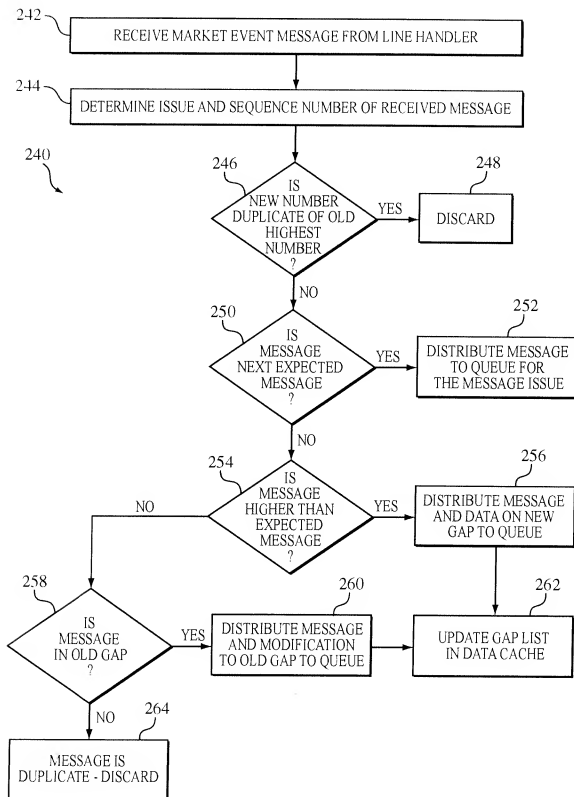 242
RECEIVE MARKET EVENT MESSAGE FROM LINE HANDLER
244
DETERMINE ISSUE AND SEQUENCE NUMBER OF RECEIVED MESSAGE
240
246
IS
NEW NUMBER
DUPLICATE OF OLD
HIGHEST
NUMBER
?
YES
248
DISCARD
NO
250
IS
MESSAGE
NEXT EXPECTED
MESSAGE
?
YES
252
DISTRIBUTE MESSAGE
TO QUEUE FOR
THE MESSAGE ISSUE
NO
254
IS
MESSAGE
HIGHER THAN
EXPECTED
MESSAGE
?
NO
YES
256
DISTRIBUTE MESSAGE
AND DATA ON NEW
GAP TO QUEUE
258
IS
MESSAGE
IN OLD GAP
?
YES
260
DISTRIBUTE MESSAGE
AND MODIFICATION
TO OLD GAP TO QUEUE
262
UPDATE GAP LIST
IN DATA CACHE
NO
264
MESSAGE IS
DUPLICATE - DISCARD